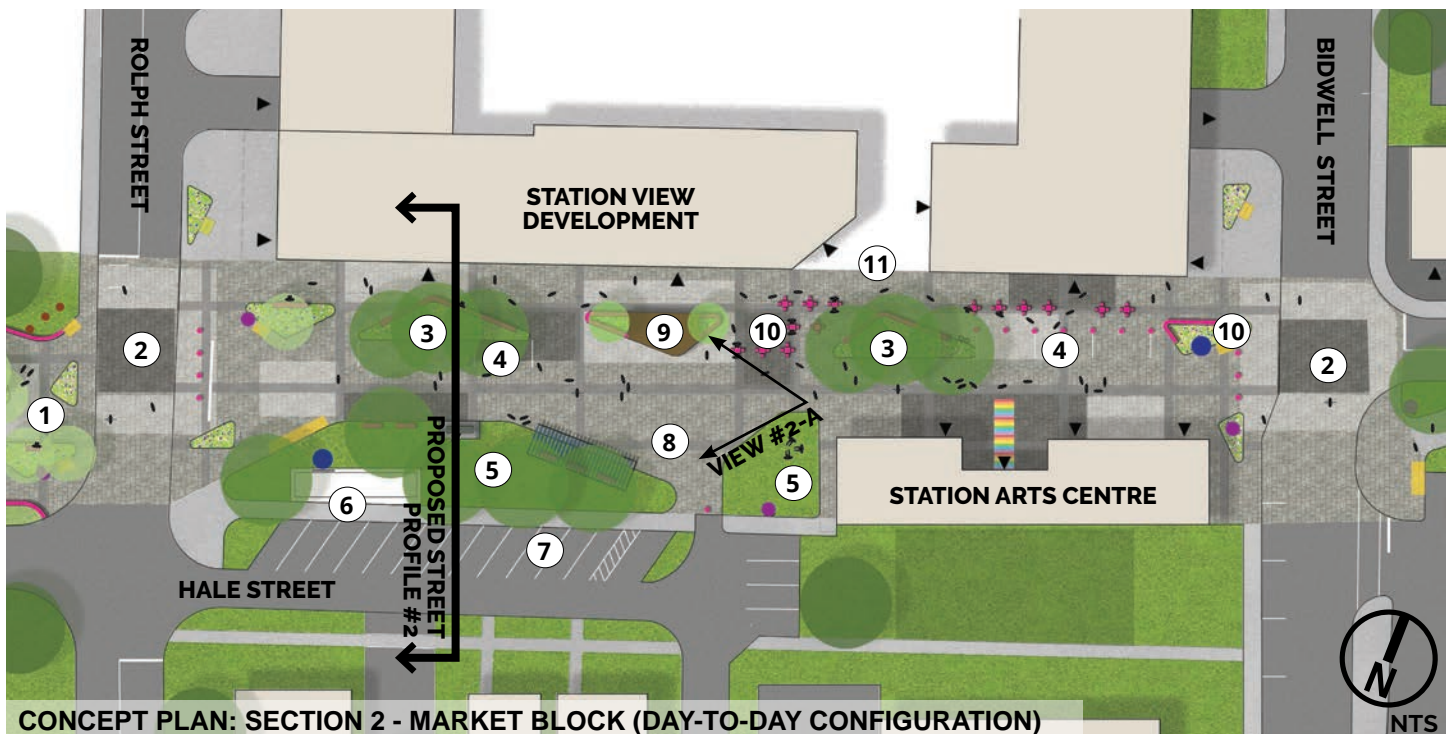 ROLPH STREET
BIDWELL STREET
STATION VIEW
DEVELOPMENT
11
2
3
4
9
10
3
4
10
2
1
8
VIEW #2-A
5
5
6
7
STATION ARTS CENTRE
PROPOSED STREET
PROFILE #2
HALE STREET
N
NTS
CONCEPT PLAN: SECTION 2 - MARKET BLOCK (DAY-TO-DAY CONFIGURATION)